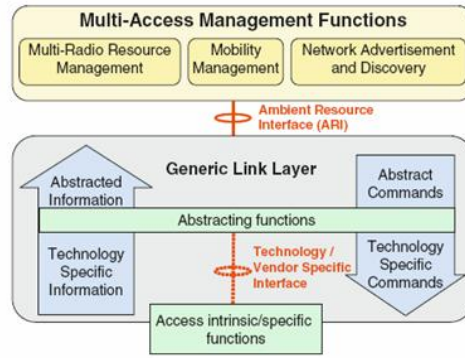 Multi-Access Management Functions
Multi-Radio Resource
Management
Mobility
Management
Network Advertisement
and Discovery
Ambient Resource
Interface (ARI)
Generic Link Layer
Abstracted
Information
Abstract
Commands
Abstracting functions
Technology
Specific
Information
Technology /
Vendor Specific
Interface
Technology
Specific
Commands
Access intrinsic/specific
functions